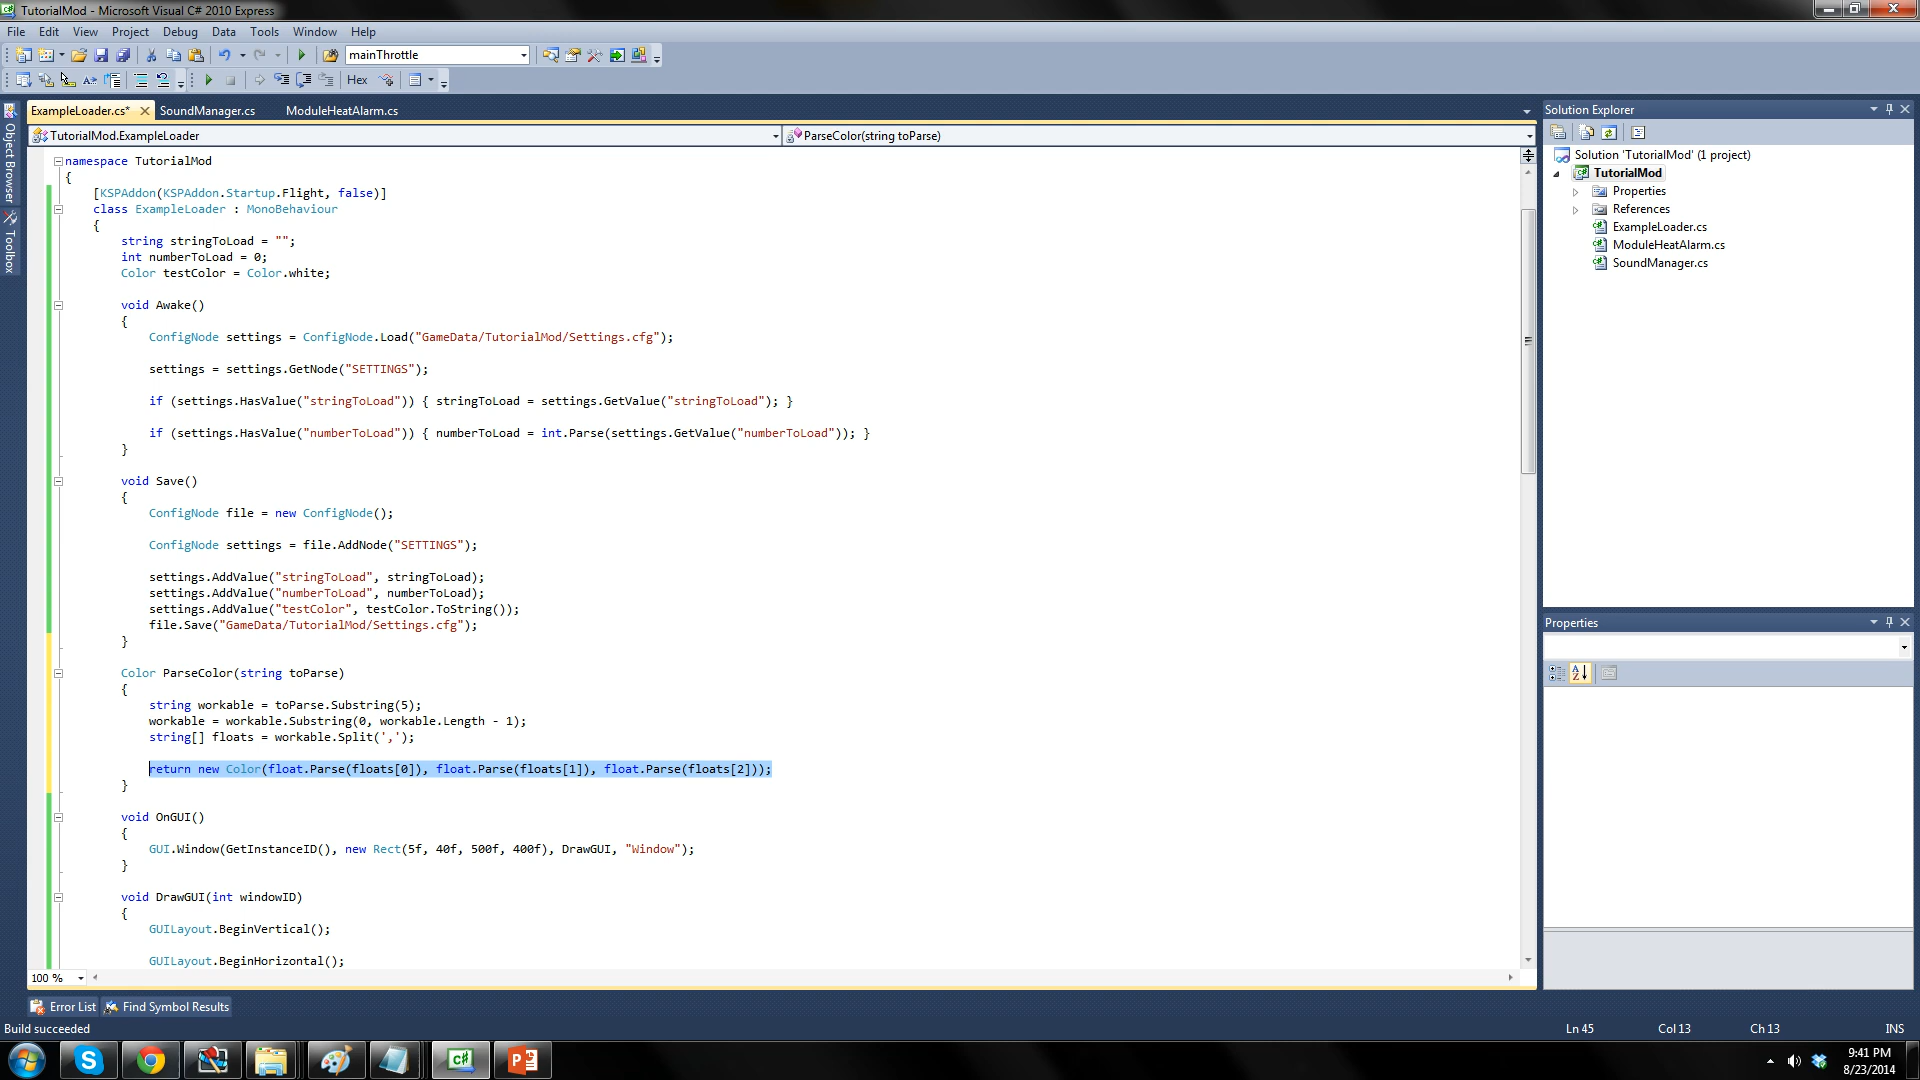 TutorialMod - Microsoft Visual C# 2010 Express
File Edit View Project Debug Data Tools Window Help
mainThrottle
Hex
ExampleLoader.cs* SoundManager.cs ModuleHeatAlarm.cs
TutorialMod.ExampleLoader ParseColor(string toParse)
Object Browser
Toolbox
namespace TutorialMod
{
[KSPAddon(KSPAddon.Startup.Flight, false)]
class ExampleLoader : MonoBehaviour
{
string stringToLoad = "";
int numberToLoad = 0;
Color testColor = Color.white;
void Awake()
{
ConfigNode settings = ConfigNode.Load("GameData/TutorialMod/Settings.cfg");
settings = settings.GetNode("SETTINGS");
if (settings.HasValue("stringToLoad")) { stringToLoad = settings.GetValue("stringToLoad"); }
if (settings.HasValue("numberToLoad")) { numberToLoad = int.Parse(settings.GetValue("numberToLoad")); }
}
void Save()
{
ConfigNode file = new ConfigNode();
ConfigNode settings = file.AddNode("SETTINGS");
settings.AddValue("stringToLoad", stringToLoad);
settings.AddValue("numberToLoad", numberToLoad);
settings.AddValue("testColor", testColor.ToString());
file.Save("GameData/TutorialMod/Settings.cfg");
}
Color ParseColor(string toParse)
{
string workable = toParse.Substring(5);
workable = workable.Substring(0, workable.Length - 1);
string[] floats = workable.Split(',');
return new Color(float.Parse(floats[0]), float.Parse(floats[1]), float.Parse(floats[2]));
}
void OnGUI()
{
GUI.Window(GetInstanceID(), new Rect(5f, 40f, 500f, 400f), DrawGUI, "Window");
}
void DrawGUI(int windowID)
{
GUILayout.BeginVertical();
GUILayout.BeginHorizontal();
100 %
Solution Explorer
Solution 'TutorialMod' (1 project)
TutorialMod
Properties
References
ExampleLoader.cs
ModuleHeatAlarm.cs
SoundManager.cs
Properties
Error List Find Symbol Results
Build succeeded Ln 45 Col 13 Ch 13 INS
9:41 PM
8/23/2014